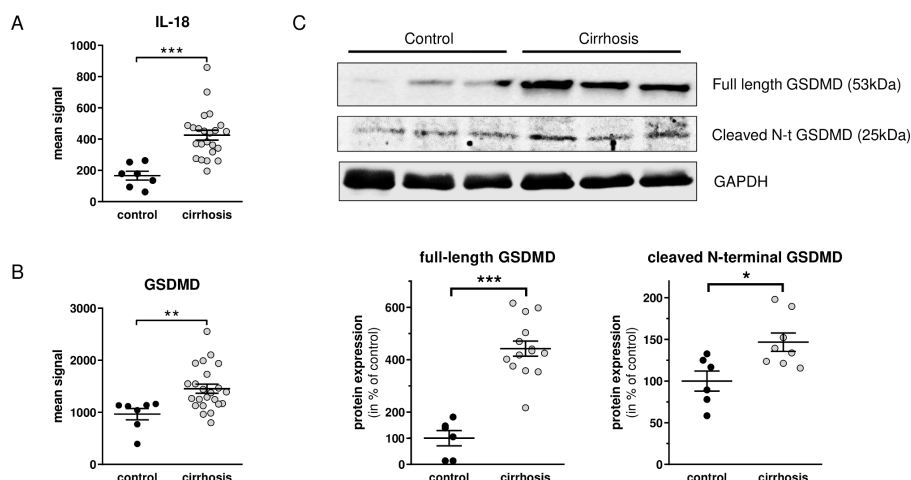 A
IL-18
***
1000
800
600
400
200
0
mean signal
control
cirrhosis
B
GSDMD
**
3000
2000
1000
0
mean signal
control
cirrhosis
C
Control
Cirrhosis
Full length GSDMD (53kDa)
Cleaved N-t GSDMD (25kDa)
GAPDH
full-length GSDMD
***
600
400
200
100
0
protein expression
(in % of control)
control
cirrhosis
cleaved N-terminal GSDMD
*
200
150
100
50
0
protein expression
(in % of control)
control
cirrhosis